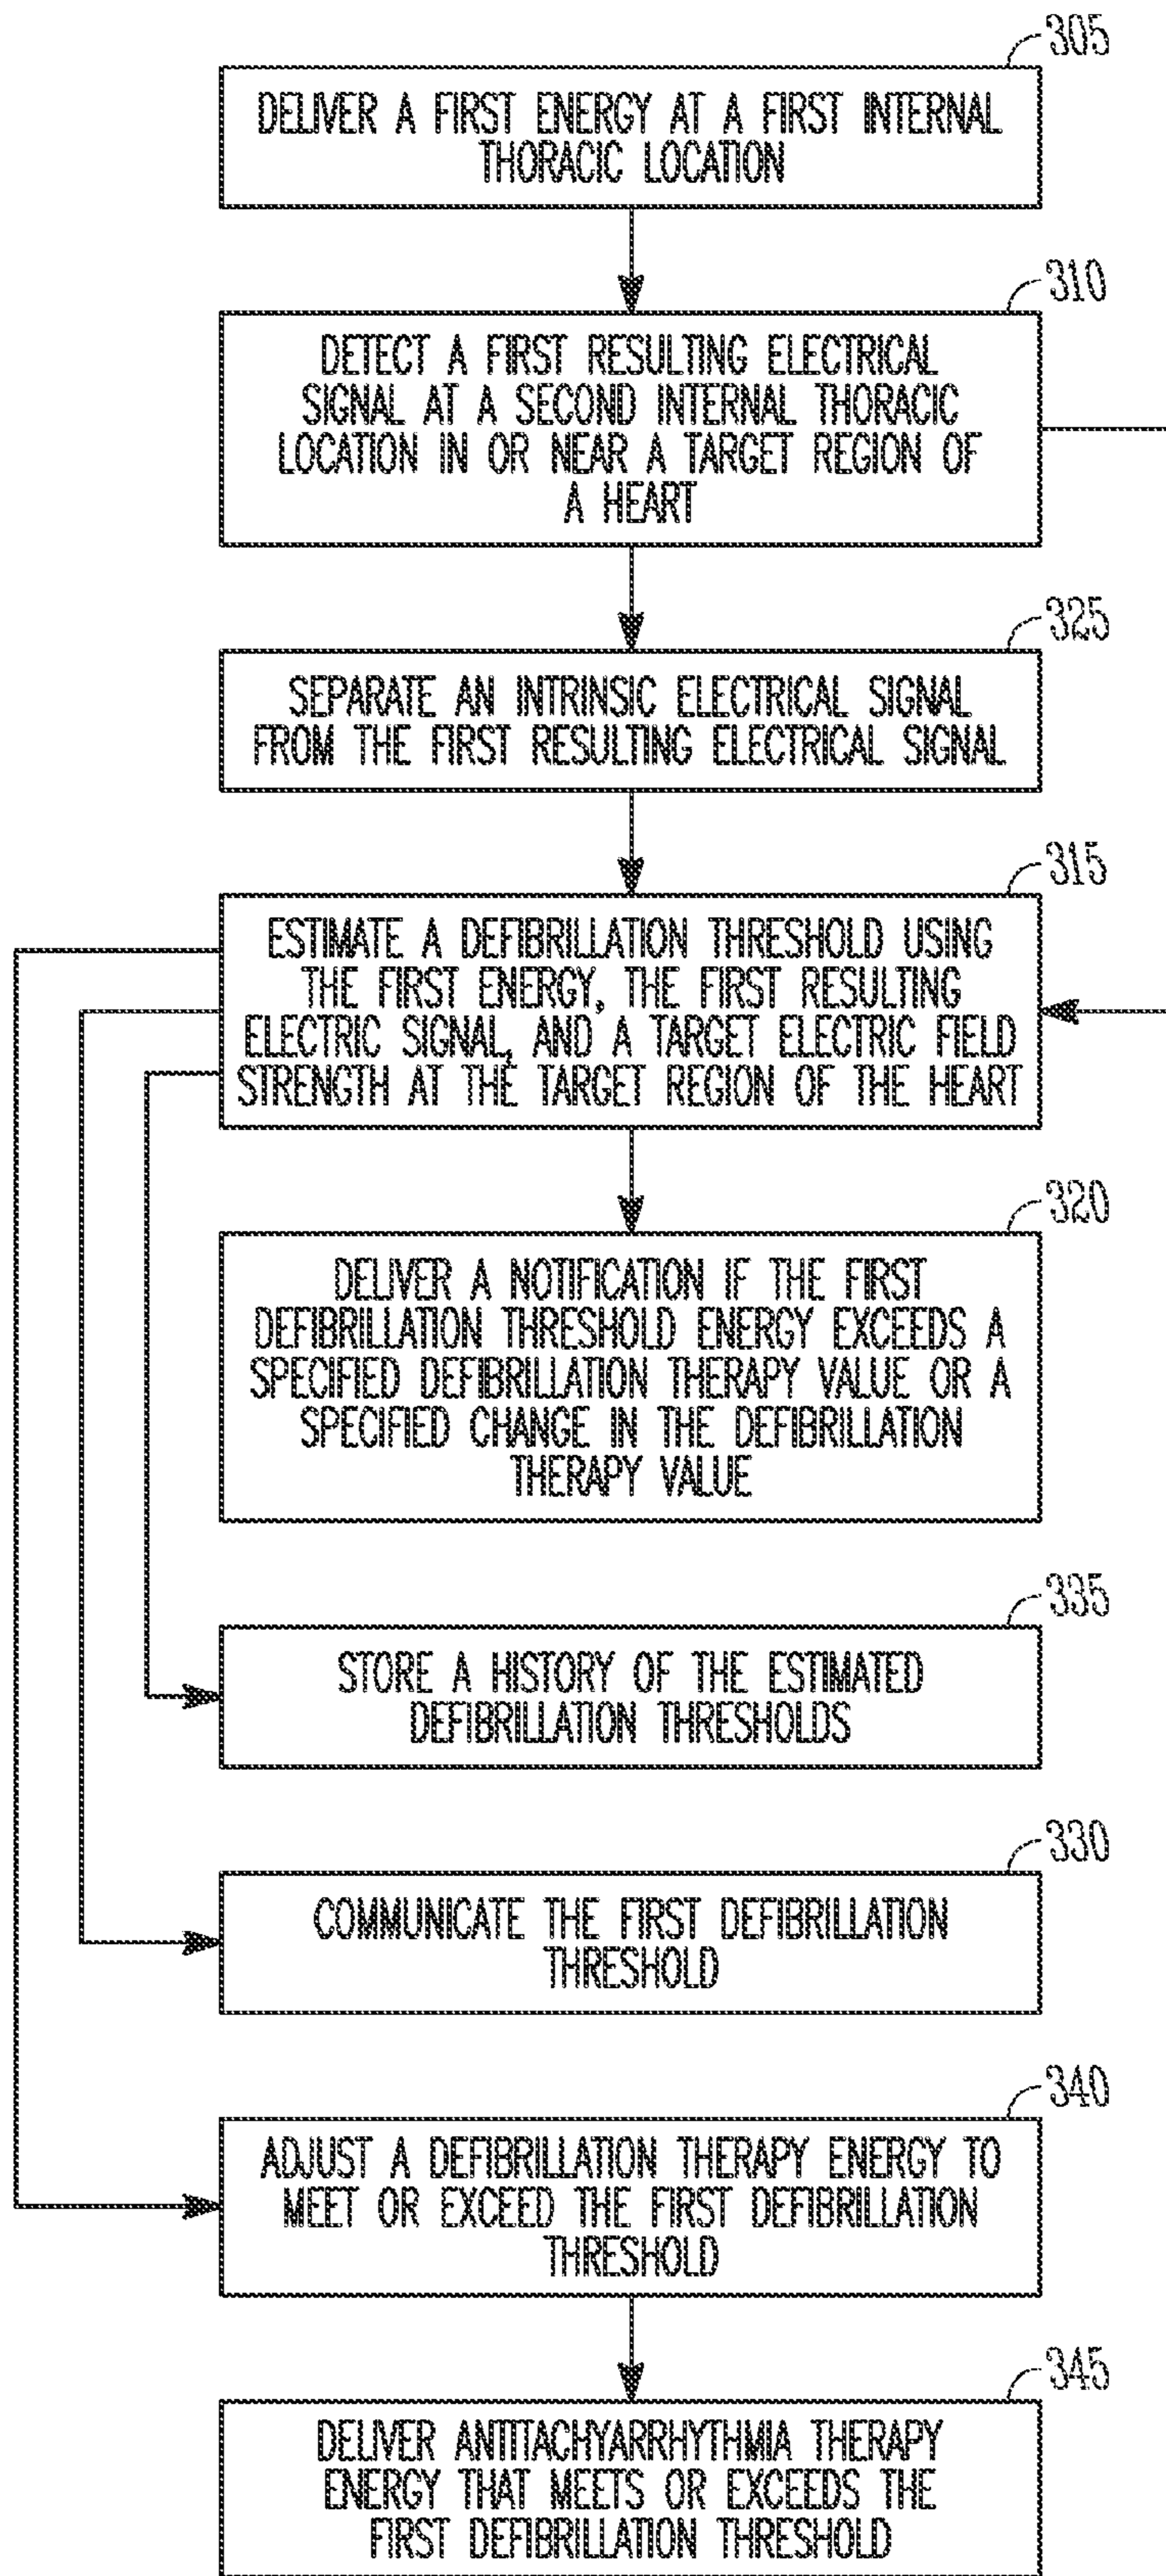 305
DELIVER A FIRST ENERGY AT A FIRST INTERNAL
THORACIC LOCATION
310
DETECT A FIRST RESULTING ELECTRICAL
SIGNAL AT A SECOND INTERNAL THORACIC
LOCATION IN OR NEAR A TARGET REGION OF
A HEART
325
SEPARATE AN INTRINSIC ELECTRICAL SIGNAL
FROM THE FIRST RESULTING ELECTRICAL SIGNAL
315
ESTIMATE A DEFIBRILLATION THRESHOLD USING
THE FIRST ENERGY, THE FIRST RESULTING
ELECTRIC SIGNAL, AND A TARGET ELECTRIC FIELD
STRENGTH AT THE TARGET REGION OF THE HEART
320
DELIVER A NOTIFICATION IF THE FIRST
DEFIBRILLATION THRESHOLD ENERGY EXCEEDS A
SPECIFIED DEFIBRILLATION THERAPY VALUE OR A
SPECIFIED CHANGE IN THE DEFIBRILLATION
THERAPY VALUE
335
STORE A HISTORY OF THE ESTIMATED
DEFIBRILLATION THRESHOLDS
330
COMMUNICATE THE FIRST DEFIBRILLATION
THRESHOLD
340
ADJUST A DEFIBRILLATION THERAPY ENERGY TO
MEET OR EXCEED THE FIRST DEFIBRILLATION
THRESHOLD
345
DELIVER ANTITACHYARRHYTHMIA THERAPY
ENERGY THAT MEETS OR EXCEEDS THE
FIRST DEFIBRILLATION THRESHOLD